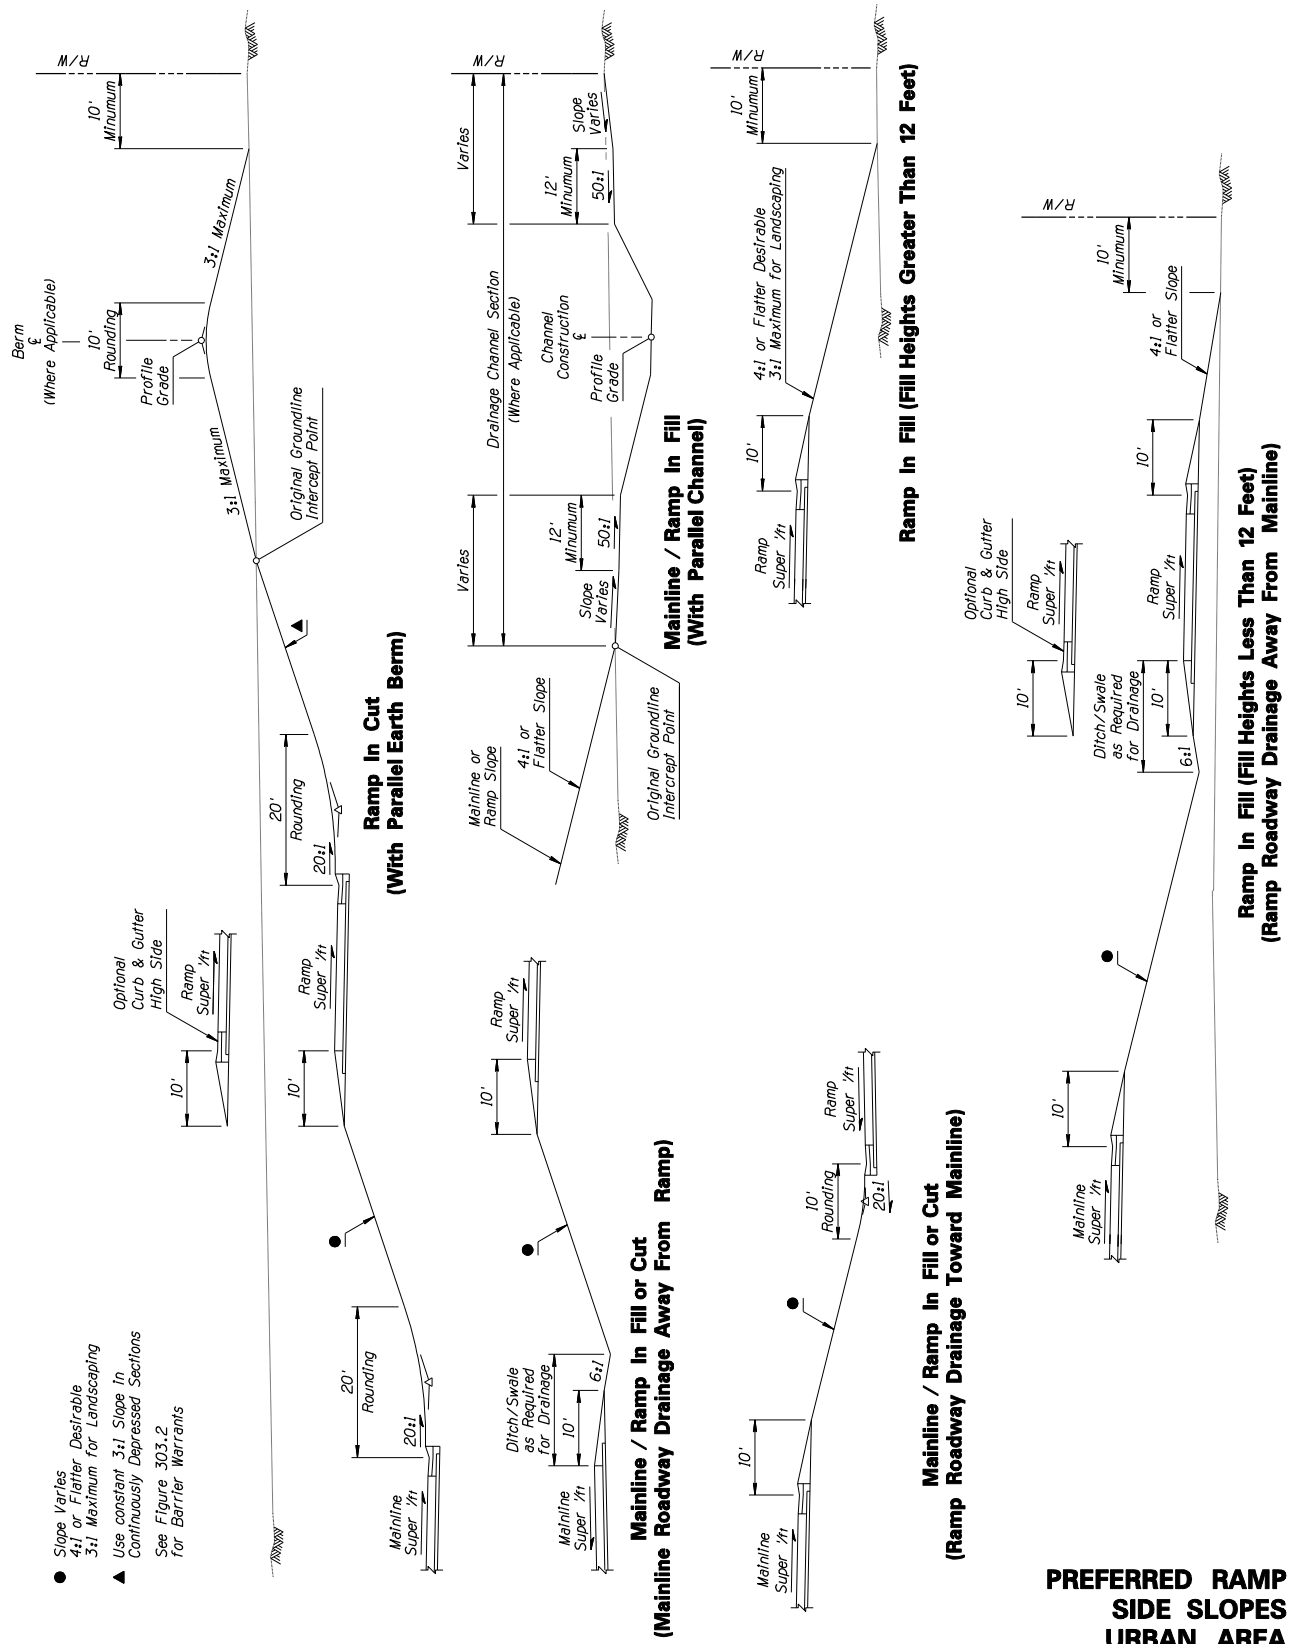 ● Slope Varies
4:1 or Flatter Desirable
3:1 Maximum for Landscaping
▲ Use constant 3:1 Slope in
Continuously Depressed Sections
See Figure 303.2
for Barrier Warrants
Berm
℄
(Where Applicable)
10'
Rounding
Profile
Grade
3:1 Maximum
3:1 Maximum
10'
Minumum
R/W
Original Groundline
Intercept Point
Optional
Curb & Gutter
High Side
Ramp
Super '/ft
10'
Mainline
Super '/ft
20:1
20'
Rounding
●
10'
Ramp
Super '/ft
20:1
20'
Rounding
▲
Ramp In Cut
(With Parallel Earth Berm)
Mainline
Super '/ft
Ditch/Swale
as Required
for Drainage
10'
6:1
●
10'
Ramp
Super '/ft
Mainline / Ramp In Fill or Cut
(Mainline Roadway Drainage Away From Ramp)
Mainline or
Ramp Slope
4:1 or
Flatter Slope
Original Groundline
Intercrept Point
Varies
Slope
Varies
12'
Minumum
50:1
Drainage Channel Section
(Where Applicable)
Channel
Construction
℄
Profile
Grade
Varies
12'
Minumum
50:1
Slope
Varies
R/W
Mainline / Ramp In Fill
(With Parallel Channel)
Mainline
Super '/ft
10'
●
10'
Rounding
20:1
Ramp
Super '/ft
Mainline / Ramp In Fill or Cut
(Ramp Roadway Drainage Toward Mainline)
Ramp
Super '/ft
10'
4:1 or Flatter Desirable
3:1 Maximum for Landscaping
10'
Minumum
R/W
Ramp In Fill (Fill Heights Greater Than 12 Feet)
Optional
Curb & Gutter
High Side
Ramp
Super '/ft
10'
Mainline
Super '/ft
10'
●
Ditch/Swale
as Required
for Drainage
6:1
10'
Ramp
Super '/ft
10'
4:1 or
Flatter Slope
10'
Minumum
R/W
Ramp In Fill (Fill Heights Less Than 12 Feet)
(Ramp Roadway Drainage Away From Mainline)
PREFERRED RAMP
SIDE SLOPES
URBAN AREA